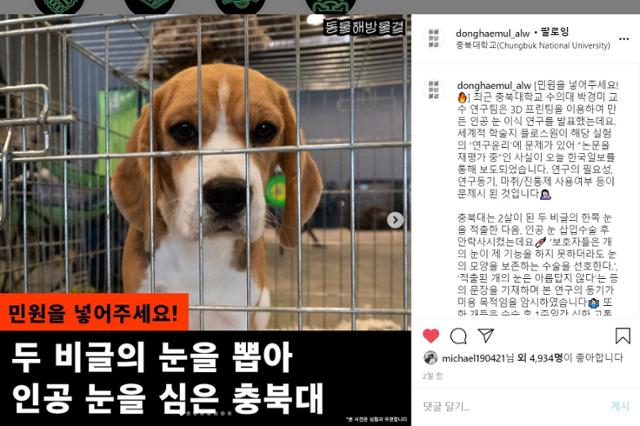 동물해방물결
민원을 넣어주세요!
두 비글의 눈을 뽑아
인공 눈을 심은 충북대
*본 사진은 실험과 무관합니다
donghaemul_alw • 팔로잉
충북대학교(Chungbuk National University)
donghaemul_alw [민원을 넣어주세요!
🔥] 최근 충북대학교 수의대 박경미 교
수 연구팀은 3D 프린팅을 이용하여 만
든 인공 눈 이식 연구를 발표했는데요.
세계적 학술지 플로스원이 해당 실험
의 '연구윤리'에 문제가 있어 "논문을
재평가 중"인 사실이 오늘 한국일보를
통해 보도되었습니다. 연구의 필요성,
연구동기, 마취/진통제 사용여부 등이
문제시 된 것입니다
충북대는 2살이 된 두 비글의 한쪽 눈
을 적출한 다음, 인공 눈 삽입수술 후
안락사시켰는데요 '보호자들은 개
의 눈이 제 기능을 하지 못하더라도 눈
의 모양을 보존하는 수술을 선호한다.',
'적출된 개의 눈은 아름답지 않다'는 등
의 문장을 기재하며 본 연구의 동기가
미용 목적임을 암시하였습니다
michael190421님 외 4,934명이 좋아합니다
2일 전
댓글 달기...
게시